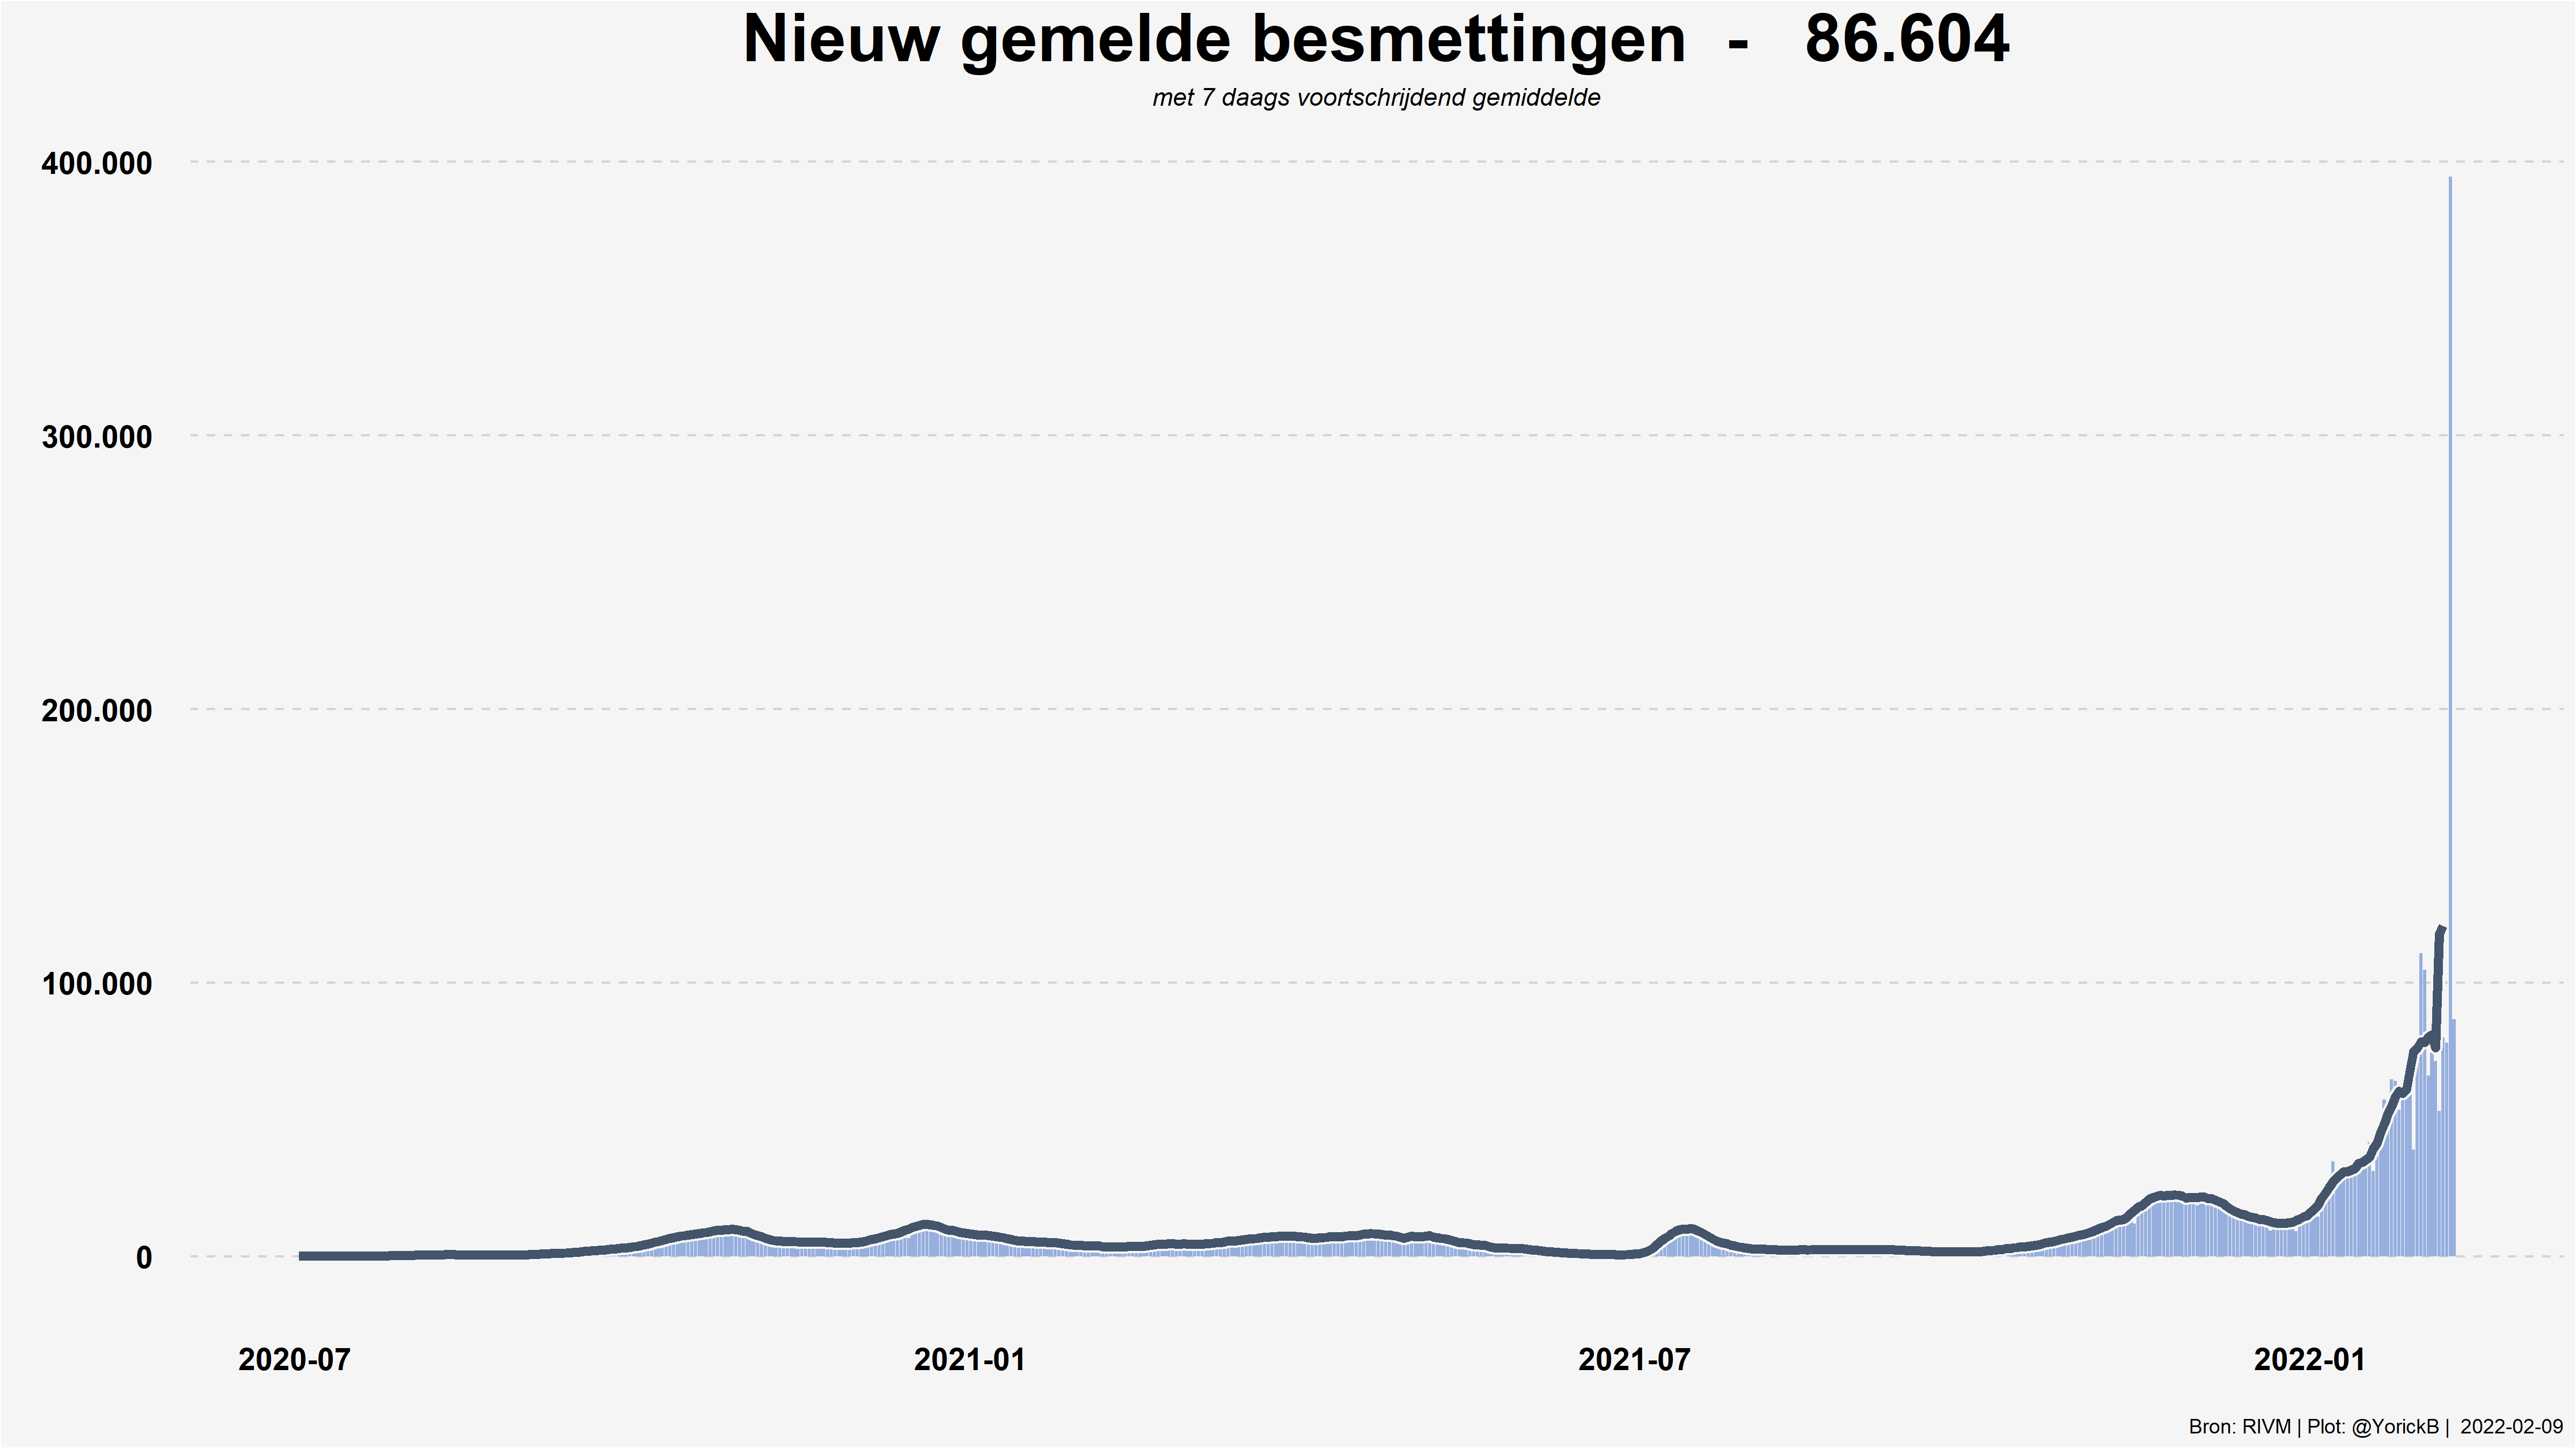 Nieuw gemelde besmettingen - 86.604
met 7 daags voortschrijdend gemiddelde
400.000
300.000
200.000
100.000
0
2020-07 2021-01 2021-07 2022-01
Bron: RIVM | Plot: @YorickB | 2022-02-09